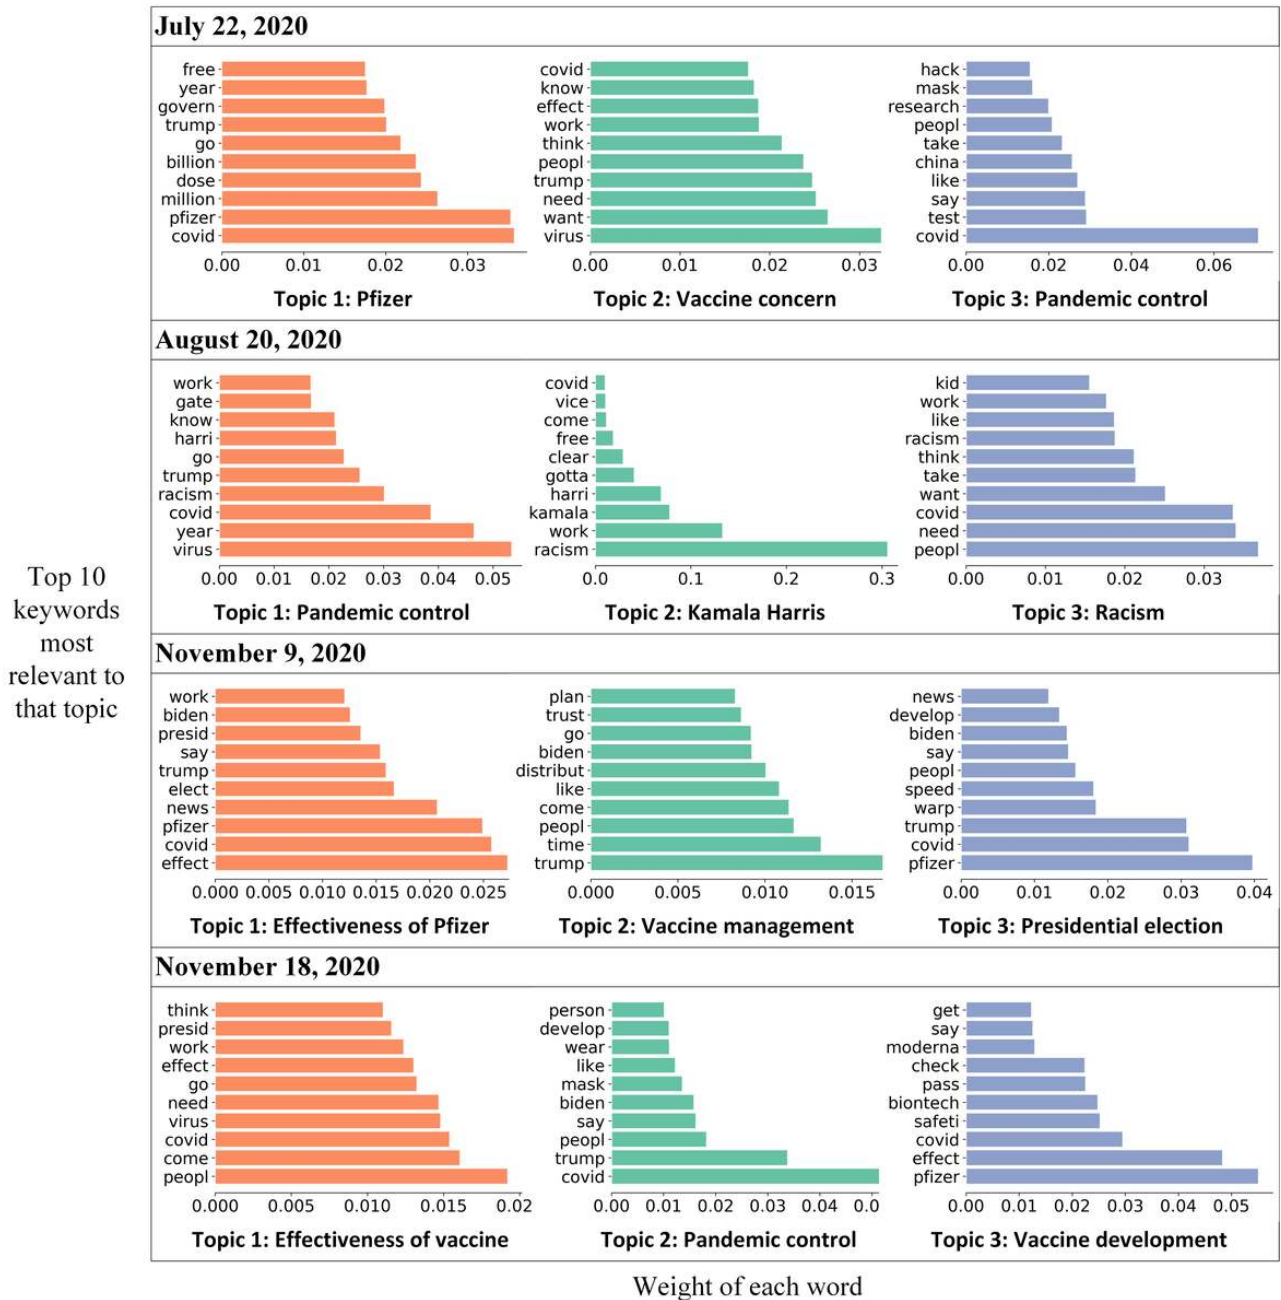 July 22, 2020
free
year
govern
trump
go
billion
dose
million
pfizer
covid
0.00 0.01 0.02 0.03
Topic 1: Pfizer
covid
know
effect
work
think
peopl
trump
need
want
virus
0.00 0.01 0.02 0.03
Topic 2: Vaccine concern
hack
mask
research
peopl
take
china
like
say
test
covid
0.00 0.02 0.04 0.06
Topic 3: Pandemic control
August 20, 2020
work
gate
know
harri
go
trump
racism
covid
year
virus
0.00 0.01 0.02 0.03 0.04 0.05
Topic 1: Pandemic control
covid
vice
come
free
clear
gotta
harri
kamala
work
racism
0.0 0.1 0.2 0.3
Topic 2: Kamala Harris
kid
work
like
racism
think
take
want
covid
need
peopl
0.00 0.01 0.02 0.03
Topic 3: Racism
Top 10
keywords
most
relevant to
that topic
November 9, 2020
work
biden
presid
say
trump
elect
news
pfizer
covid
effect
0.000 0.005 0.010 0.015 0.020 0.025
Topic 1: Effectiveness of Pfizer
plan
trust
go
biden
distribut
like
come
peopl
time
trump
0.000 0.005 0.010 0.015
Topic 2: Vaccine management
news
develop
biden
say
peopl
speed
warp
trump
covid
pfizer
0.00 0.01 0.02 0.03 0.04
Topic 3: Presidential election
November 18, 2020
think
presid
work
effect
go
need
virus
covid
come
peopl
0.000 0.005 0.010 0.015 0.02
Topic 1: Effectiveness of vaccine
person
develop
wear
like
mask
biden
say
peopl
trump
covid
0.00 0.01 0.02 0.03 0.04 0.0
Topic 2: Pandemic control
get
say
moderna
check
pass
biontech
safeti
covid
effect
pfizer
0.00 0.01 0.02 0.03 0.04 0.05
Topic 3: Vaccine development
Weight of each word